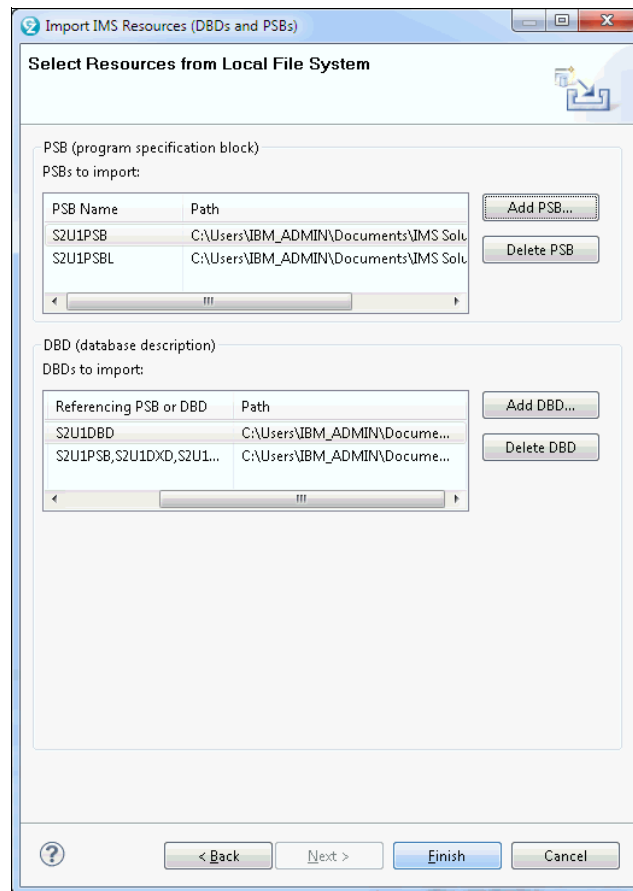 Import IMS Resources (DBDs and PSBs)
Select Resources from Local File System
PSB (program specification block)
PSBs to import:
PSB Name Path
S2U1PSB C:\Users\IBM_ADMIN\Documents\IMS Solu
S2U1PSBL C:\Users\IBM_ADMIN\Documents\IMS Solu
Add PSB...
Delete PSB
DBD (database description)
DBDs to import:
Referencing PSB or DBD Path
S2U1DBD C:\Users\IBM_ADMIN\Docume...
S2U1PSB,S2U1DXD,S2U1... C:\Users\IBM_ADMIN\Docume...
Add DBD...
Delete DBD
? < Back Next > Finish Cancel